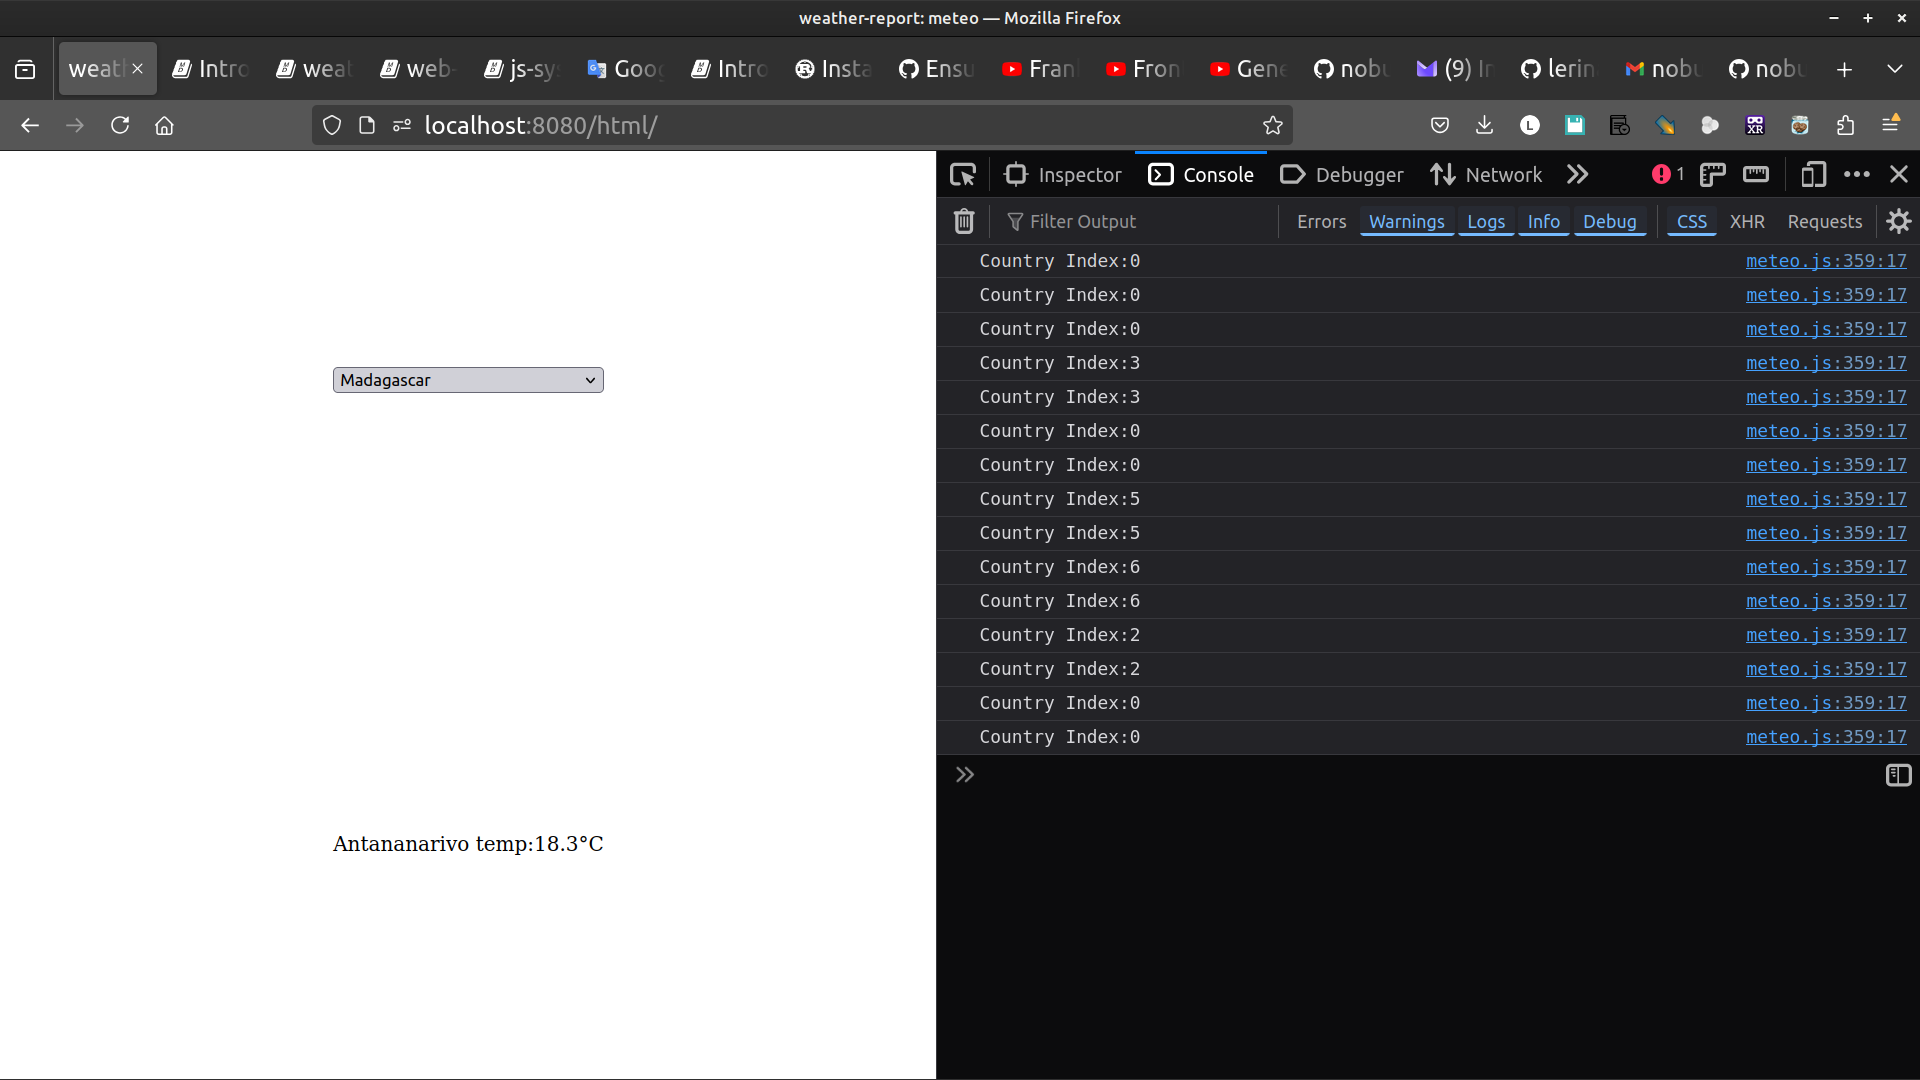 weather-report: meteo — Mozilla Firefox
weat
Intro
weat
web-
js-sy
Goo
Intro
Insta
Ensu
Fran
Fron
Gene
nobu
(9) In
lerin
nobu
nobu
localhost:8080/html/
L
XR
Inspector
Console
Debugger
Network
1
Filter Output
Errors
Warnings
Logs
Info
Debug
CSS
XHR
Requests
Country Index:0 meteo.js:359:17
Country Index:0 meteo.js:359:17
Country Index:0 meteo.js:359:17
Country Index:3 meteo.js:359:17
Country Index:3 meteo.js:359:17
Country Index:0 meteo.js:359:17
Country Index:0 meteo.js:359:17
Country Index:5 meteo.js:359:17
Country Index:5 meteo.js:359:17
Country Index:6 meteo.js:359:17
Country Index:6 meteo.js:359:17
Country Index:2 meteo.js:359:17
Country Index:2 meteo.js:359:17
Country Index:0 meteo.js:359:17
Country Index:0 meteo.js:359:17
Madagascar
Antananarivo temp:18.3°C